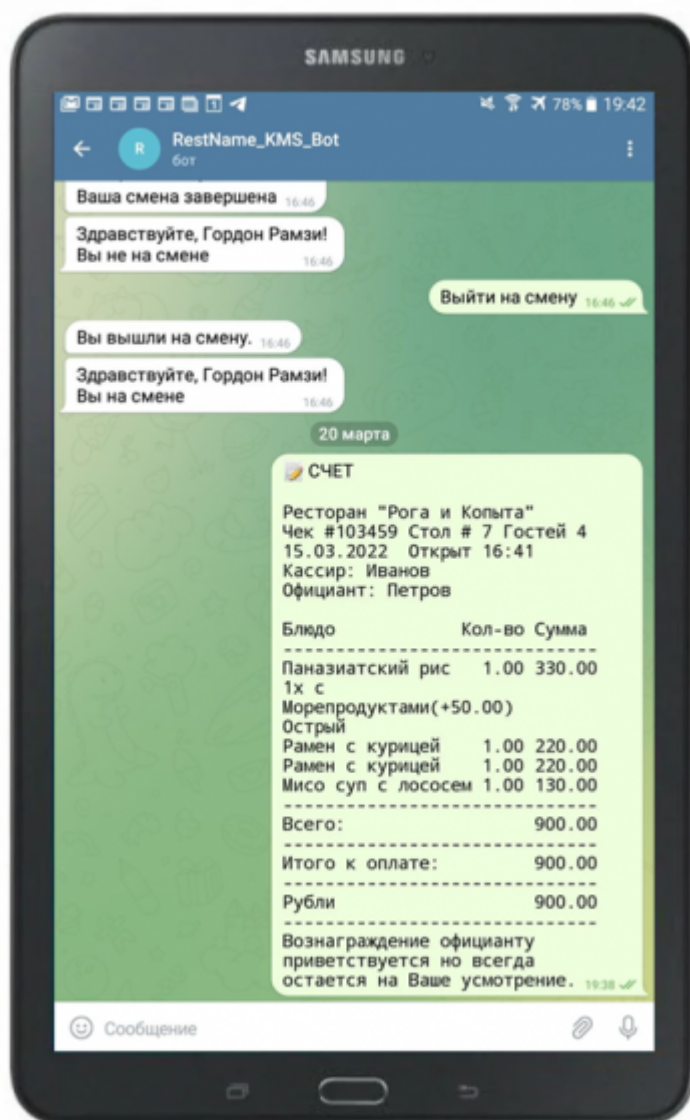 SAMSUNG
78% 19:42
RestName_KMS_Bot
бот
R
Ваша смена завершена 16:46
Здравствуйте, Гордон Рамзи!
Вы не на смене 16:46
Выйти на смену 16:46
Вы вышли на смену. 16:46
Здравствуйте, Гордон Рамзи!
Вы на смене 16:46
20 марта
СЧЕТ
Ресторан "Рога и Копыта"
Чек #103459 Стол # 7 Гостей 4
15.03.2022 Открыт 16:41
Кассир: Иванов
Официант: Петров
Блюдо Кол-во Сумма
-----------------------------
Паназиатский рис 1.00 330.00
1х с
Морепродуктами(+50.00)
Острый
Рамен с курицей 1.00 220.00
Рамен с курицей 1.00 220.00
Мисо суп с лососем 1.00 130.00
-----------------------------
Всего: 900.00
-----------------------------
Итого к оплате: 900.00
-----------------------------
Рубли 900.00
-----------------------------
Вознаграждение официанту
приветствуется но всегда
остается на Ваше усмотрение. 19:38
Сообщение